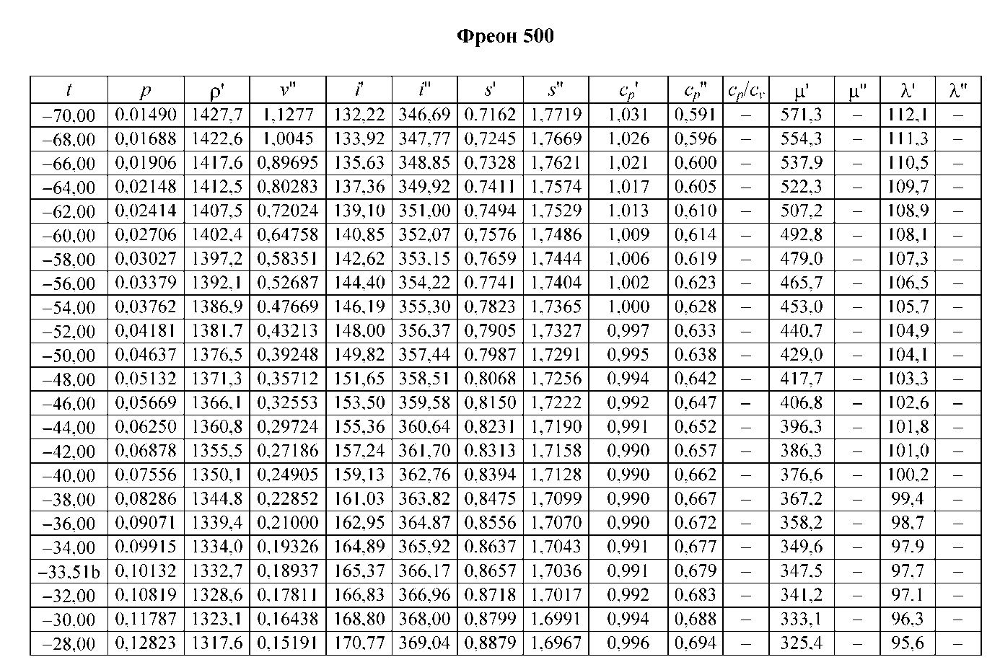 Фреон 500
t p ρ' v" i' i" s' s" cp' cp" cp/cv μ' μ" λ' λ"
–70,00 0,01490 1427,7 1,1277 132,22 346,69 0,7162 1,7719 1,031 0,591 – 571,3 – 112,1 –
–68,00 0,01688 1422,6 1,0045 133,92 347,77 0,7245 1,7669 1,026 0,596 – 554,3 – 111,3 –
–66,00 0,01906 1417,6 0,89695 135,63 348,85 0,7328 1,7621 1,021 0,600 – 537,9 – 110,5 –
–64,00 0,02148 1412,5 0,80283 137,36 349,92 0,7411 1,7574 1,017 0,605 – 522,3 – 109,7 –
–62,00 0,02414 1407,5 0,72024 139,10 351,00 0,7494 1,7529 1,013 0,610 – 507,2 – 108,9 –
–60,00 0,02706 1402,4 0,64758 140,85 352,07 0,7576 1,7486 1,009 0,614 – 492,8 – 108,1 –
–58,00 0,03027 1397,2 0,58351 142,62 353,15 0,7659 1,7444 1,006 0,619 – 479,0 – 107,3 –
–56,00 0,03379 1392,1 0,52687 144,40 354,22 0,7741 1,7404 1,002 0,623 – 465,7 – 106,5 –
–54,00 0,03762 1386,9 0,47669 146,19 355,30 0,7823 1,7365 1,000 0,628 – 453,0 – 105,7 –
–52,00 0,04181 1381,7 0,43213 148,00 356,37 0,7905 1,7327 0,997 0,633 – 440,7 – 104,9 –
–50,00 0,04637 1376,5 0,39248 149,82 357,44 0,7987 1,7291 0,995 0,638 – 429,0 – 104,1 –
–48,00 0,05132 1371,3 0,35712 151,65 358,51 0,8068 1,7256 0,994 0,642 – 417,7 – 103,3 –
–46,00 0,05669 1366,1 0,32553 153,50 359,58 0,8150 1,7222 0,992 0,647 – 406,8 – 102,6 –
–44,00 0,06250 1360,8 0,29724 155,36 360,64 0,8231 1,7190 0,991 0,652 – 396,3 – 101,8 –
–42,00 0,06878 1355,5 0,27186 157,24 361,70 0,8313 1,7158 0,990 0,657 – 386,3 – 101,0 –
–40,00 0,07556 1350,1 0,24905 159,13 362,76 0,8394 1,7128 0,990 0,662 – 376,6 – 100,2 –
–38,00 0,08286 1344,8 0,22852 161,03 363,82 0,8475 1,7099 0,990 0,667 – 367,2 – 99,4 –
–36,00 0,09071 1339,4 0,21000 162,95 364,87 0,8556 1,7070 0,990 0,672 – 358,2 – 98,7 –
–34,00 0,09915 1334,0 0,19326 164,89 365,92 0,8637 1,7043 0,991 0,677 – 349,6 – 97,9 –
–33,51b 0,10132 1332,7 0,18937 165,37 366,17 0,8657 1,7036 0,991 0,679 – 347,5 – 97,7 –
–32,00 0,10819 1328,6 0,17811 166,83 366,96 0,8718 1,7017 0,992 0,683 – 341,2 – 97,1 –
–30,00 0,11787 1323,1 0,16438 168,80 368,00 0,8799 1,6991 0,994 0,688 – 333,1 – 96,3 –
–28,00 0,12823 1317,6 0,15191 170,77 369,04 0,8879 1,6967 0,996 0,694 – 325,4 – 95,6 –